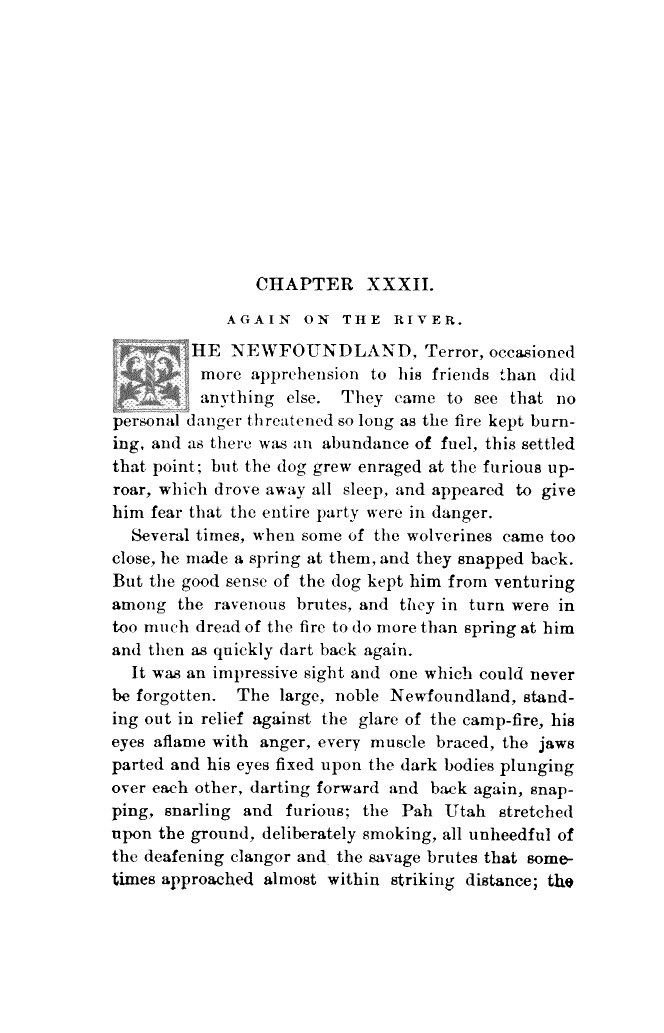 CHAPTER XXXII.
AGAIN ON THE RIVER.
THE NEWFOUNDLAND, Terror, occasioned
more apprehension to his friends than did
anything else. They came to see that no
personal danger threatened so long as the fire kept burn-
ing, and as there was an abundance of fuel, this settled
that point; but the dog grew enraged at the furious up-
roar, which drove away all sleep, and appeared to give
him fear that the entire party were in danger.
Several times, when some of the wolverines came too
close, he made a spring at them, and they snapped back.
But the good sense of the dog kept him from venturing
among the ravenous brutes, and they in turn were in
too much dread of the fire to do more than spring at him
and then as quickly dart back again.
It was an impressive sight and one which could never
be forgotten. The large, noble Newfoundland, stand-
ing out in relief against the glare of the camp-fire, his
eyes aflame with anger, every muscle braced, the jaws
parted and his eyes fixed upon the dark bodies plunging
over each other, darting forward and back again, snap-
ping, snarling and furious; the Pah Utah stretched
upon the ground, deliberately smoking, all unheedful of
the deafening clangor and the savage brutes that some-
times approached almost within striking distance; the